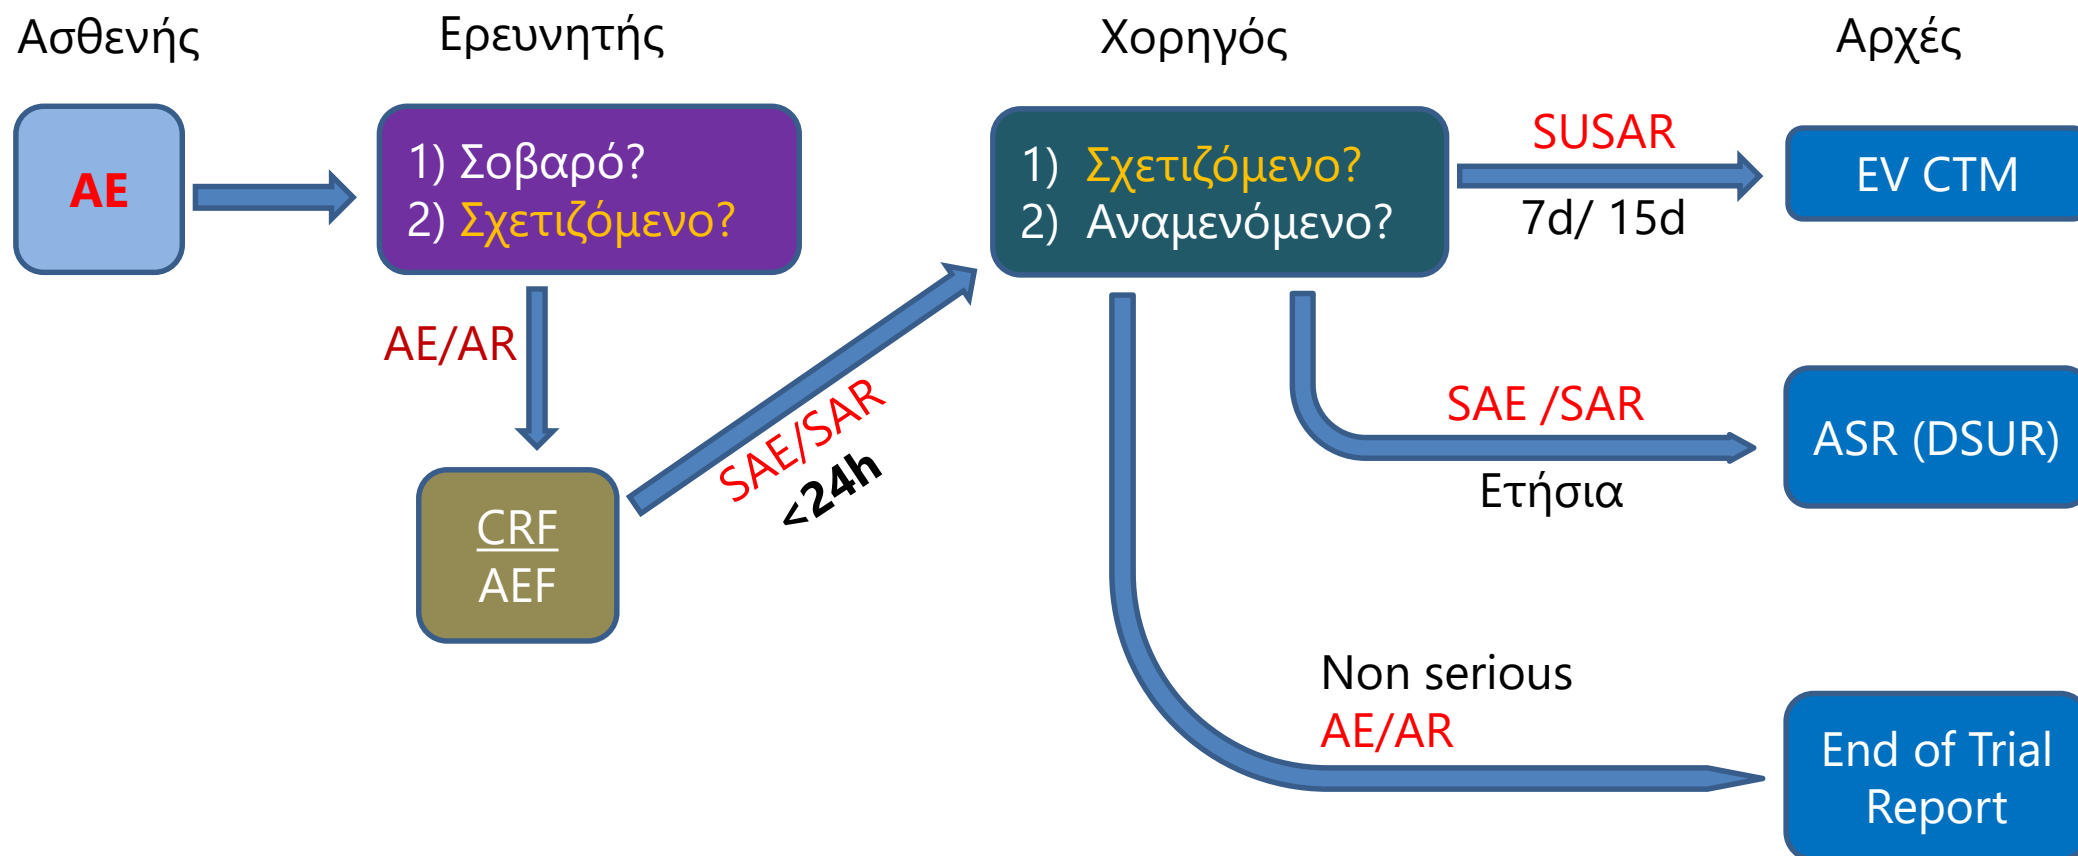 Ασθενής
Ερευνητής
Χορηγός
Αρχές
AE
1) Σοβαρό?
2) Σχετιζόμενο?
1) Σχετιζόμενο?
2) Αναμενόμενο?
SUSAR
7d/ 15d
EV CTM
AE/AR
SAE/SAR
<24h
CRF
AEF
SAE /SAR
Ετήσια
ASR (DSUR)
Non serious
AE/AR
End of Trial
Report